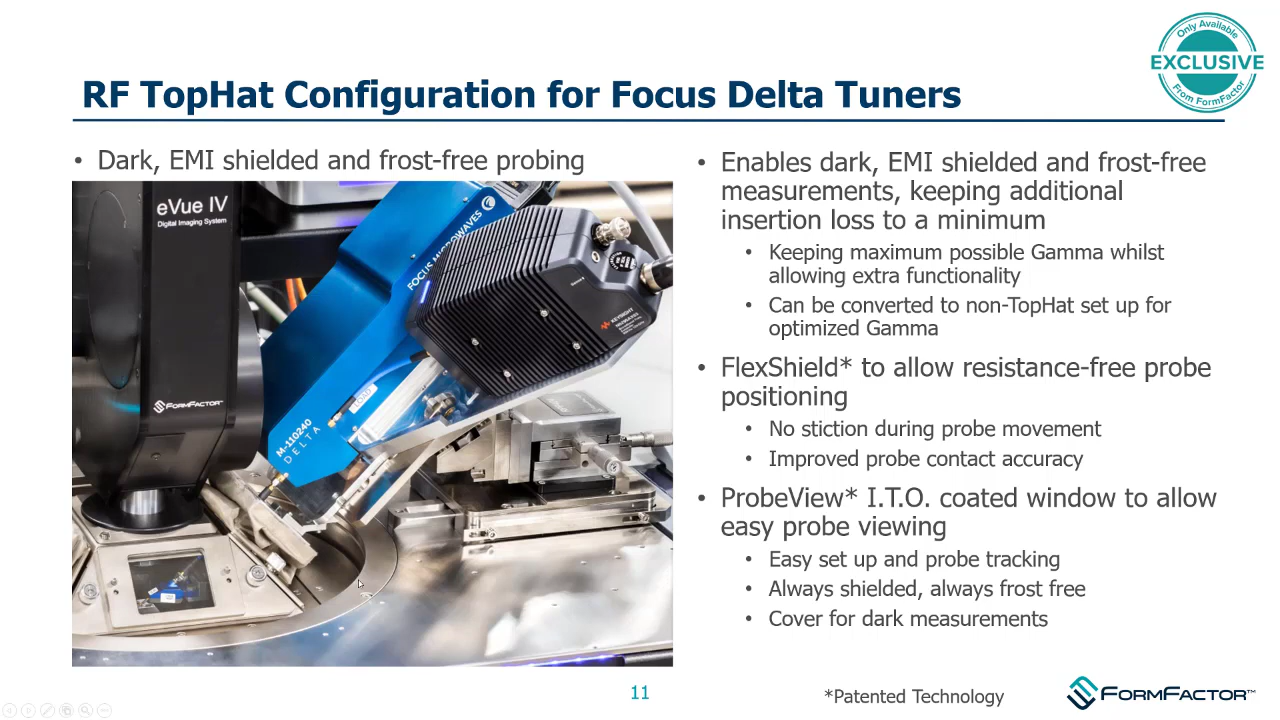 Only Available
EXCLUSIVE
From FormFactor
RF TopHat Configuration for Focus Delta Tuners
• Dark, EMI shielded and frost-free probing
eVue IV
Digital Imaging System
FORMFACTOR™
FOCUS MICROWAVES
M-110240
DELTA
LOAD
KEYSIGHT
• Enables dark, EMI shielded and frost-free
measurements, keeping additional
insertion loss to a minimum
• Keeping maximum possible Gamma whilst
allowing extra functionality
• Can be converted to non-TopHat set up for
optimized Gamma
• FlexShield* to allow resistance-free probe
positioning
• No stiction during probe movement
• Improved probe contact accuracy
• ProbeView* I.T.O. coated window to allow
easy probe viewing
• Easy set up and probe tracking
• Always shielded, always frost free
• Cover for dark measurements
11
*Patented Technology
FORMFACTOR™